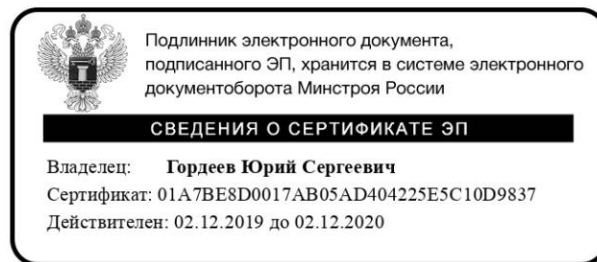 Подлинник электронного документа,
подписанного ЭП, хранится в системе электронного
документоборота Минстроя России
СВЕДЕНИЯ О СЕРТИФИКАТЕ ЭП
Владелец: Гордеев Юрий Сергеевич
Сертификат: 01A7BE8D0017AB05AD404225E5C10D9837
Действителен: 02.12.2019 до 02.12.2020